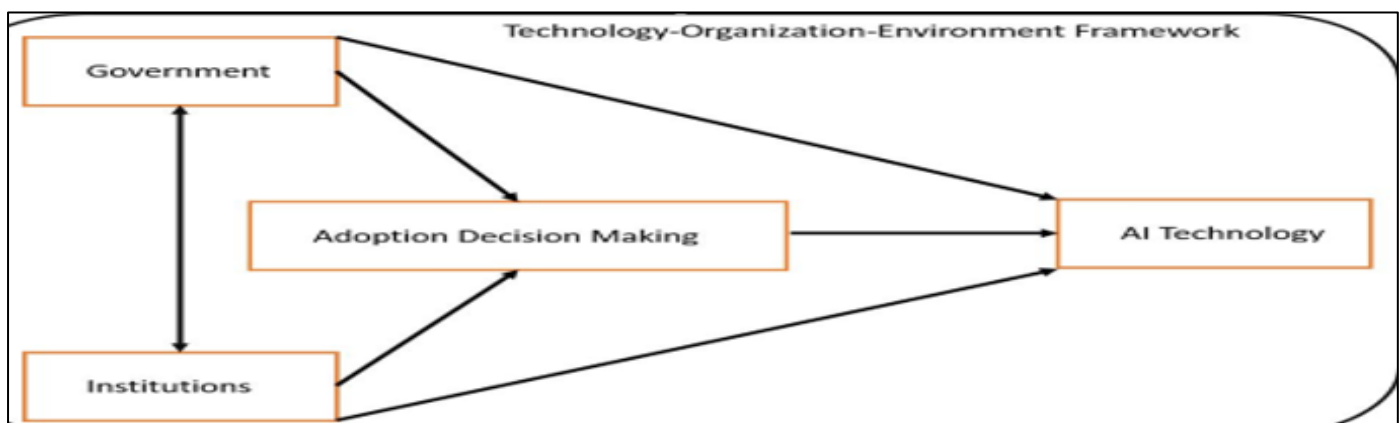 Technology-Organization-Environment Framework
Government
Adoption Decision Making
AI Technology
Institutions